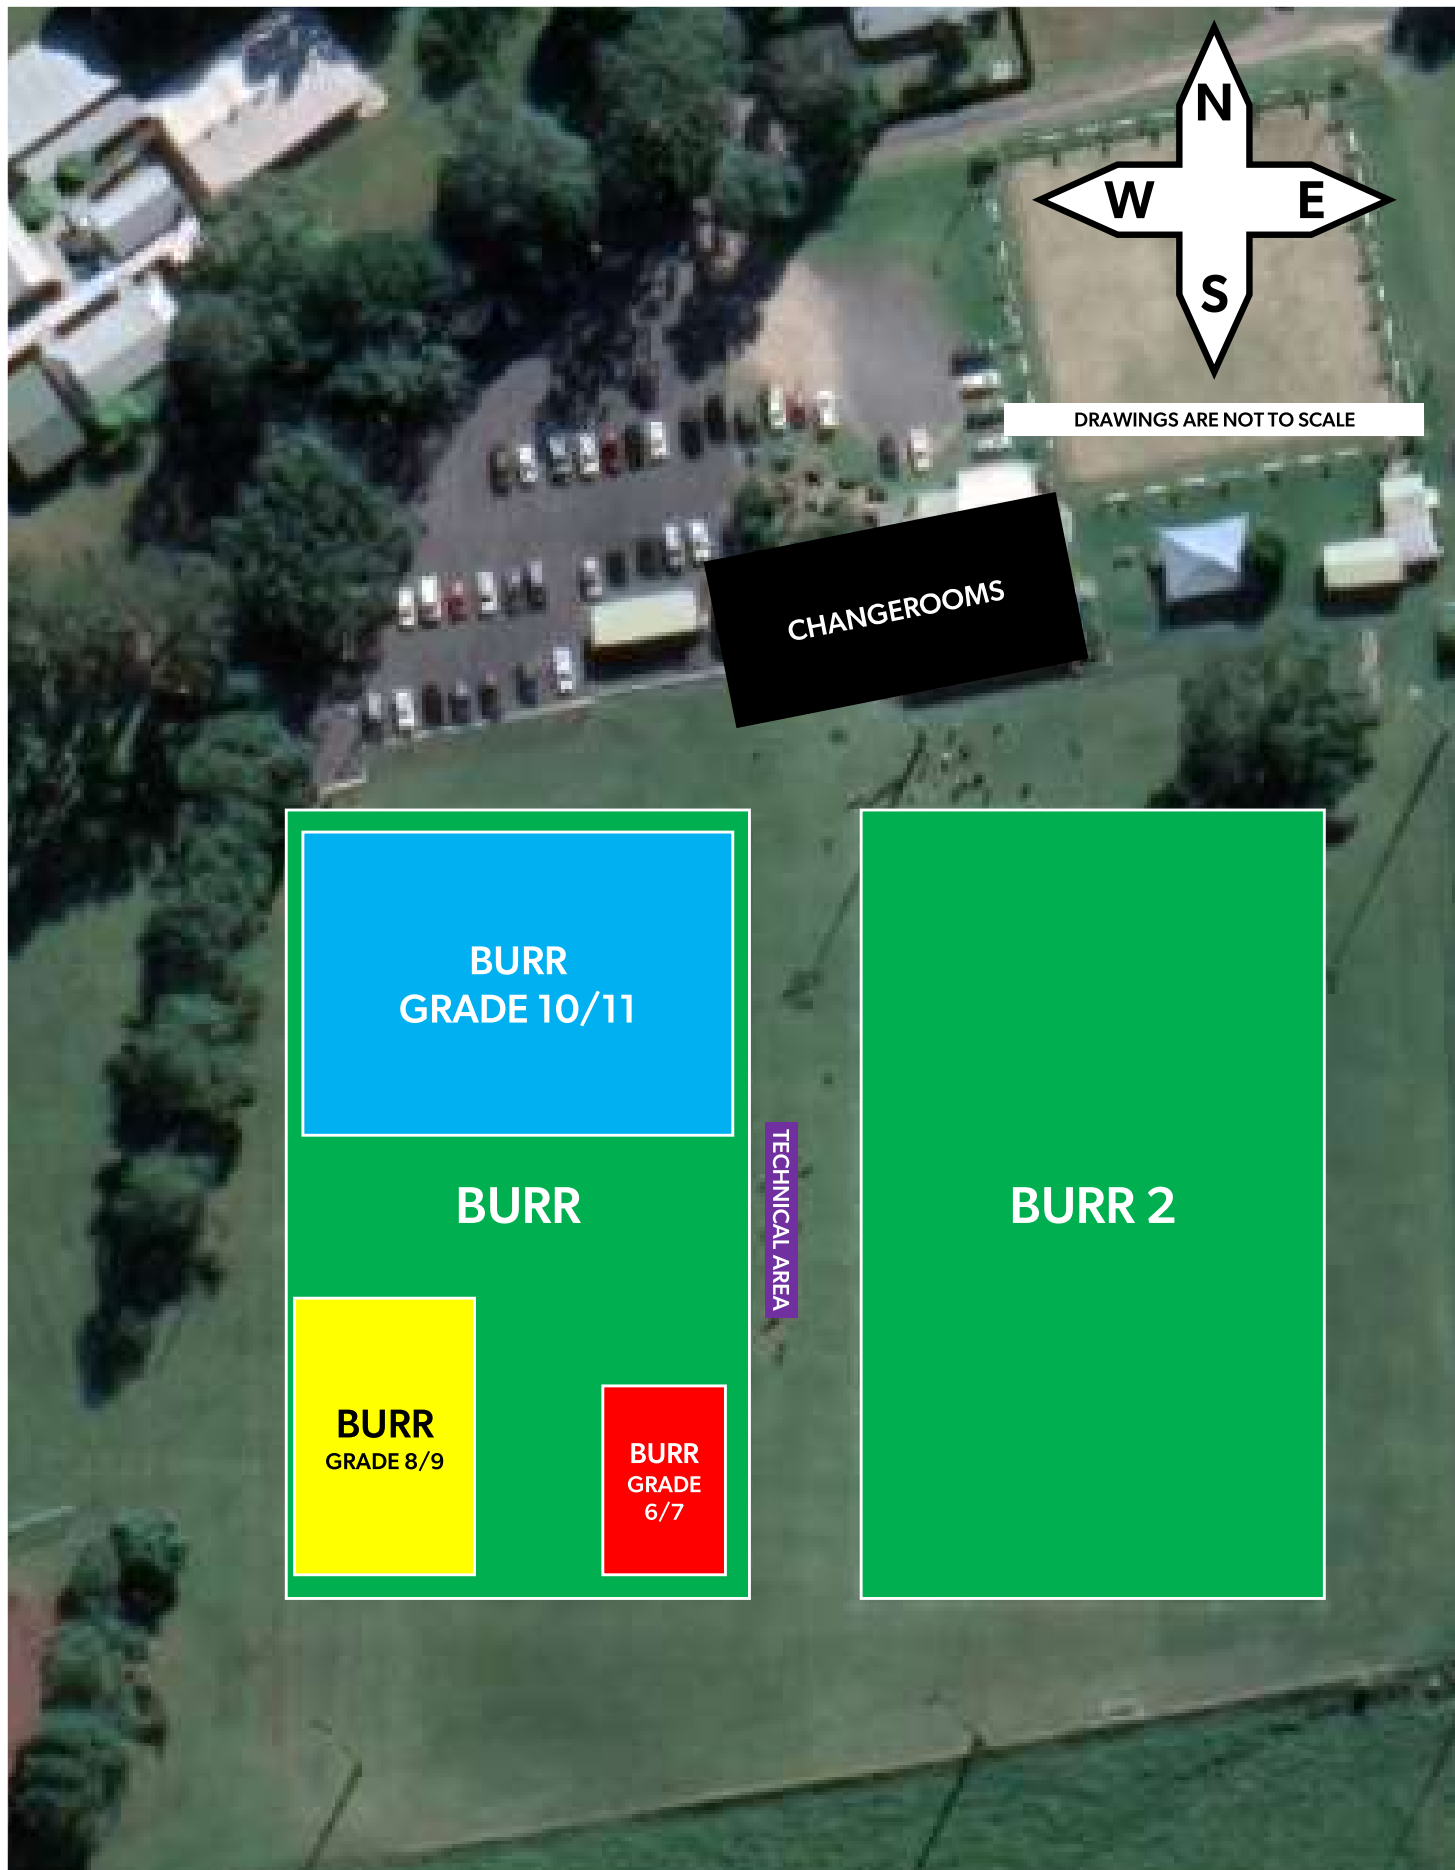 N
W
E
S
DRAWINGS ARE NOT TO SCALE
CHANGEROOMS
BURR
GRADE 10/11
BURR
TECHNICAL AREA
BURR 2
BURR
GRADE 8/9
BURR
GRADE
6/7